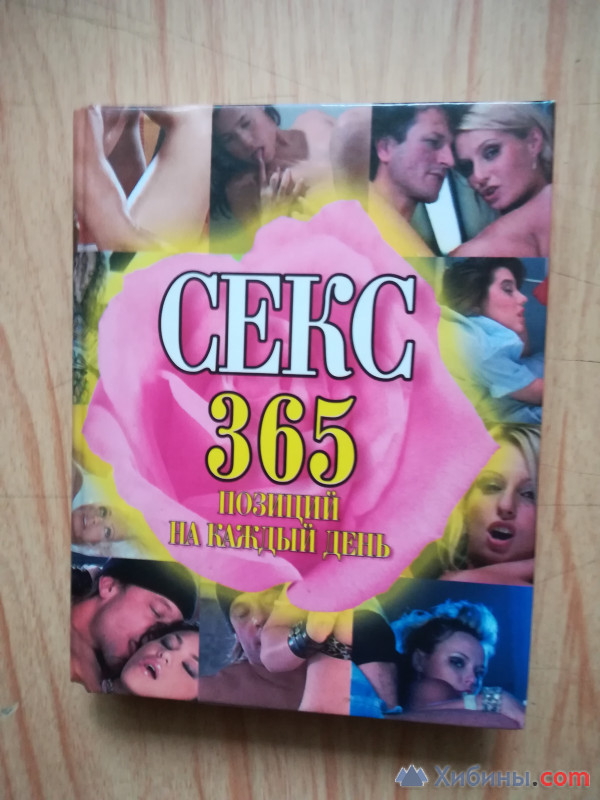 СЕКС
365
ПОЗИЦИЙ
НА КАЖДЫЙ ДЕНЬ
Хибины.com